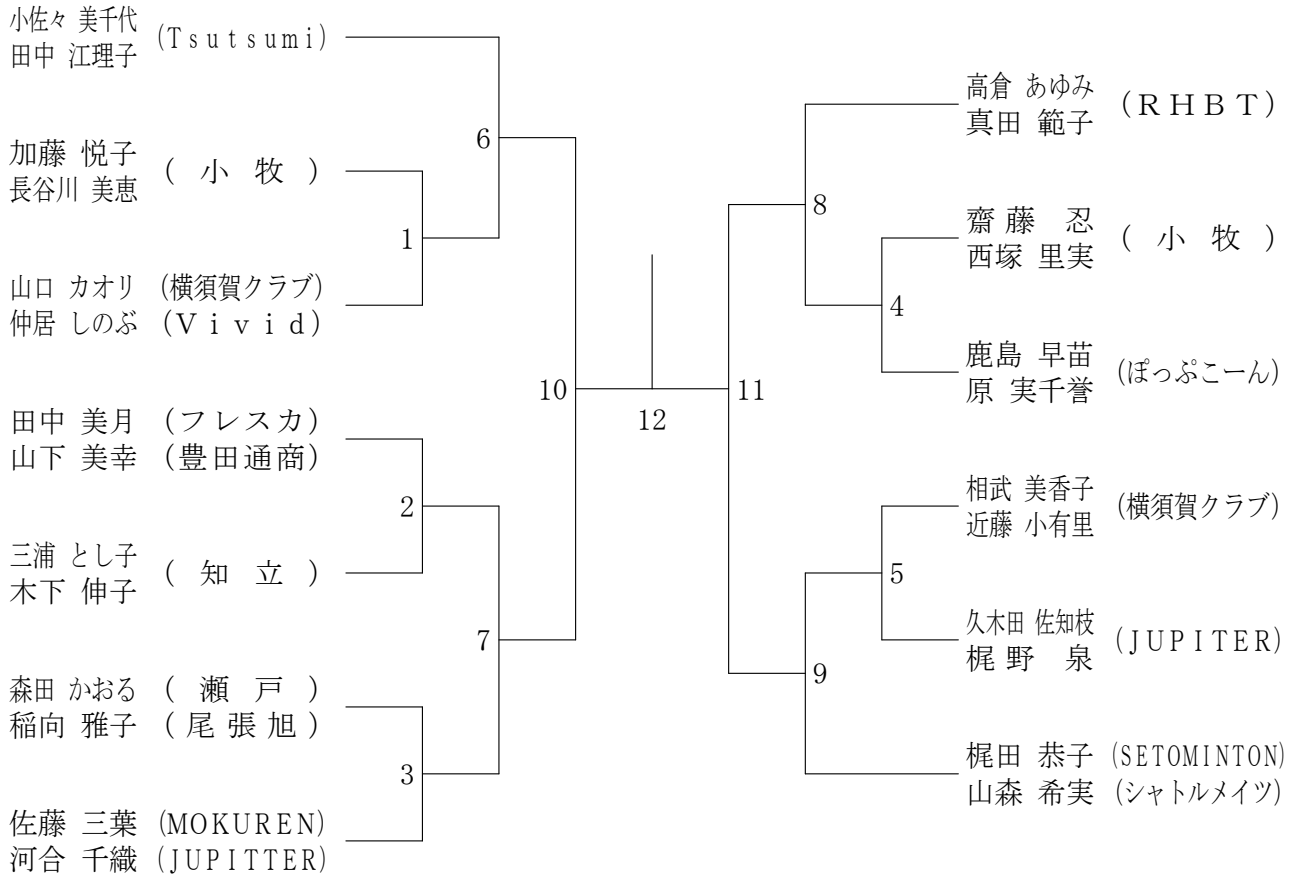 小佐々 美千代 (Tsutsumi)
田中 江理子
6
加藤 悦子 (小牧)
長谷川 美恵
1
山口 カオリ (横須賀クラブ)
仲居 しのぶ (Vivid)
10
田中 美月 (フレスカ)
山下 美幸 (豊田通商)
2
三浦 とし子 (知立)
木下 伸子
7
森田 かおる (瀬戸)
稲向 雅子 (尾張旭)
3
佐藤 三葉 (MOKUREN)
河合 千織 (JUPITTER)
12
高倉 あゆみ (RHBT)
真田 範子
8
齋藤 忍 (小牧)
西塚 里実
4
鹿島 早苗 (ぽっぷこーん)
原 実千誉
11
相武 美香子 (横須賀クラブ)
近藤 小有里
5
久木田 佐知枝 (JUPITER)
梶野 泉
9
梶田 恭子 (SETOMINTON)
山森 希実 (シャトルメイツ)